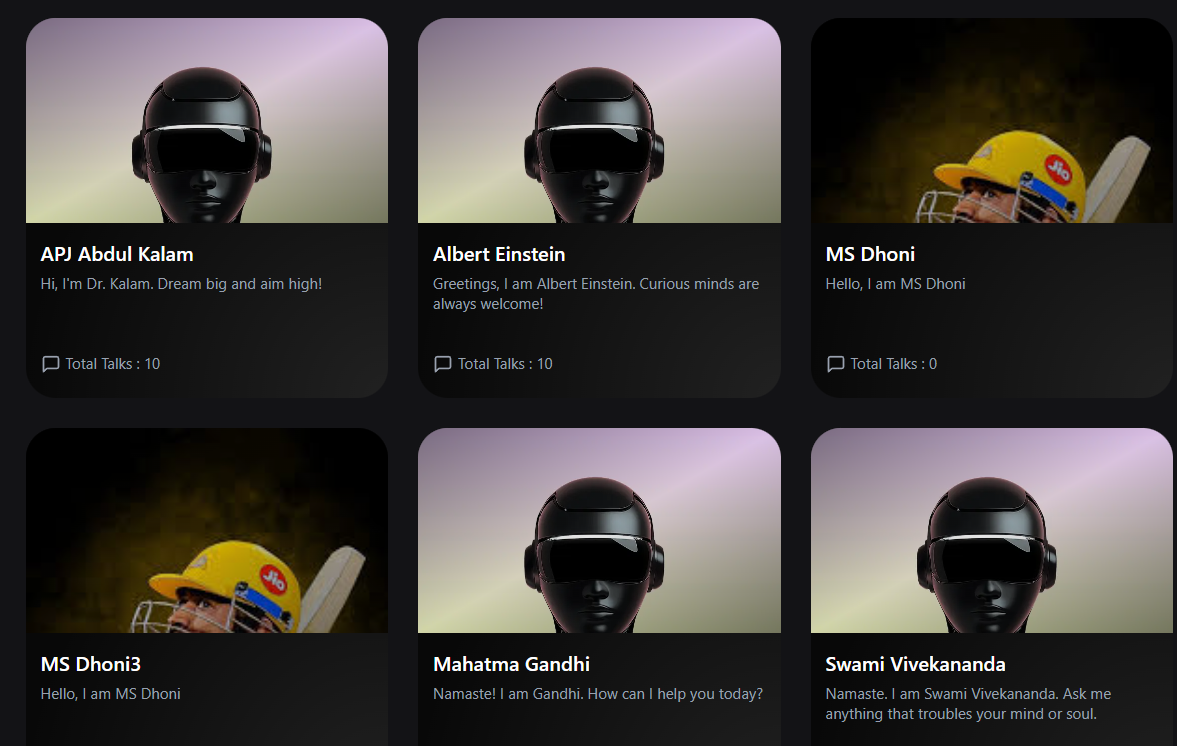 Jio
APJ Abdul Kalam
Hi, I'm Dr. Kalam. Dream big and aim high!
Total Talks : 10
Albert Einstein
Greetings, I am Albert Einstein. Curious minds are
always welcome!
Total Talks : 10
MS Dhoni
Hello, I am MS Dhoni
Total Talks : 0
Jio
MS Dhoni3
Hello, I am MS Dhoni
Mahatma Gandhi
Namaste! I am Gandhi. How can I help you today?
Swami Vivekananda
Namaste. I am Swami Vivekananda. Ask me
anything that troubles your mind or soul.